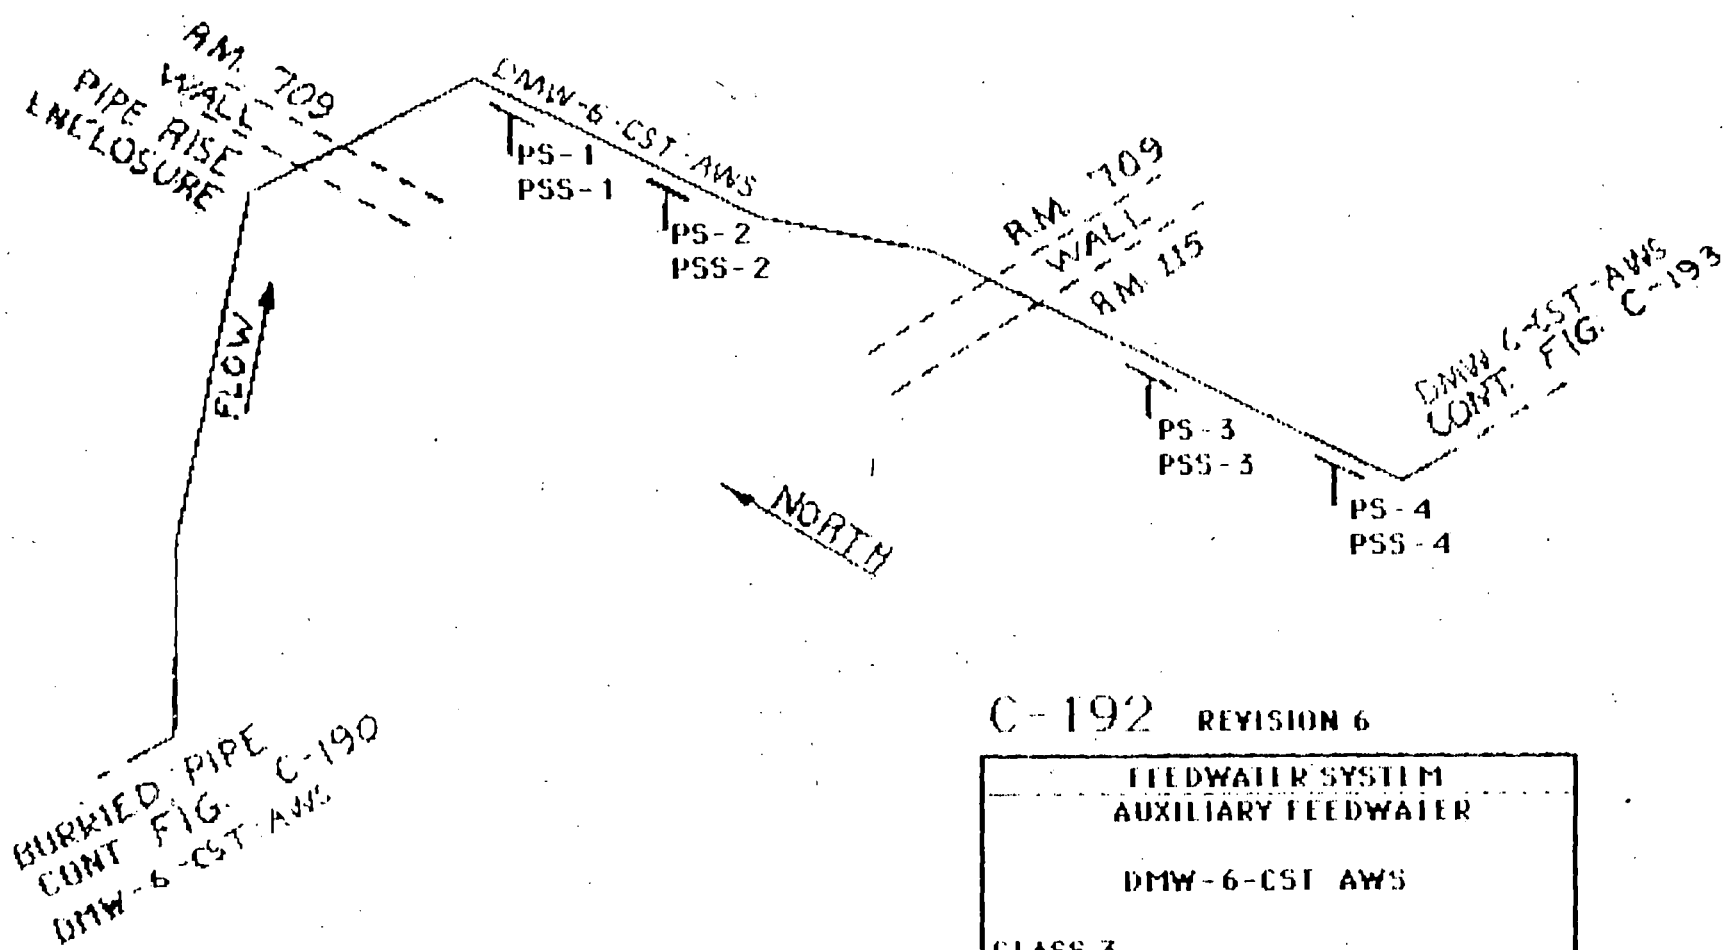 RM. 709
WALL
PIPE RISE
ENCLOSURE
DMW-6-CST-AWS
PS-1
PSS-1
PS-2
PSS-2
RM. 709
WALL
RM. 115
FLOW
DMW 6-CST-AWS
CONT. FIG. C-193
PS-3
PSS-3
PS-4
PSS-4
NORTH
BURRIED PIPE
CONT FIG. C-190
DMW-6-CST-AWS
C-192 REVISION 6
FEEDWATER SYSTEM
AUXILIARY FEEDWATER
DMW-6-CST AWS
CLASS 3